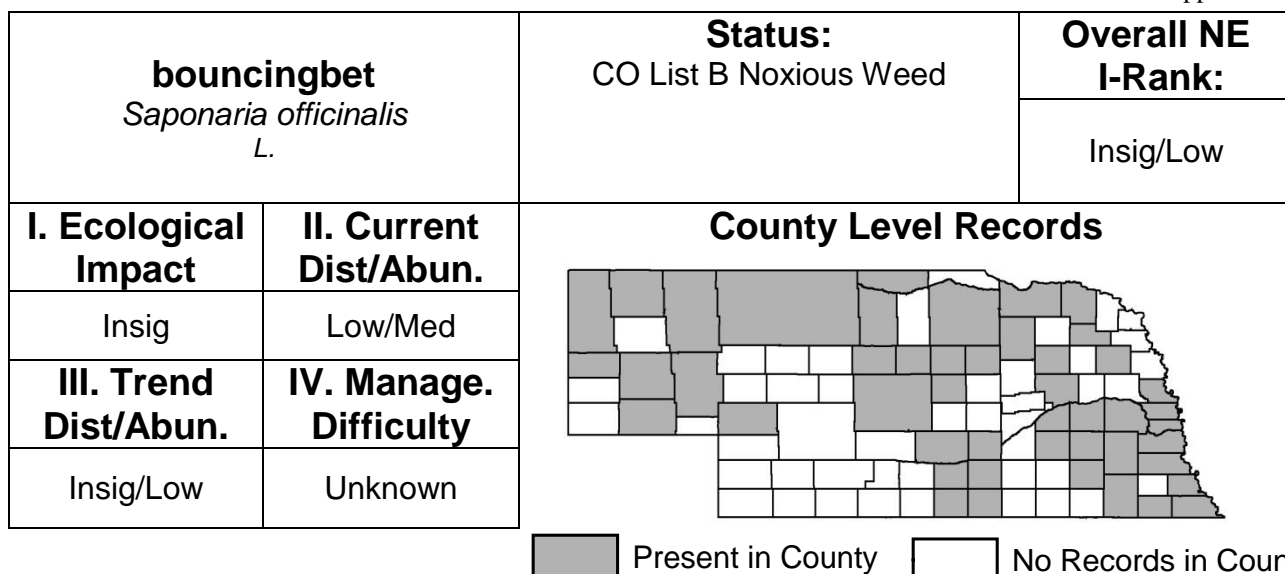 bouncingbet
Saponaria officinalis
L.
Status:
CO List B Noxious Weed
Overall NE
I-Rank:
Insig/Low
I. Ecological
Impact
II. Current
Dist/Abun.
Insig
Low/Med
III. Trend
Dist/Abun.
IV. Manage.
Difficulty
Insig/Low
Unknown
County Level Records
Present in County
No Records in Coun